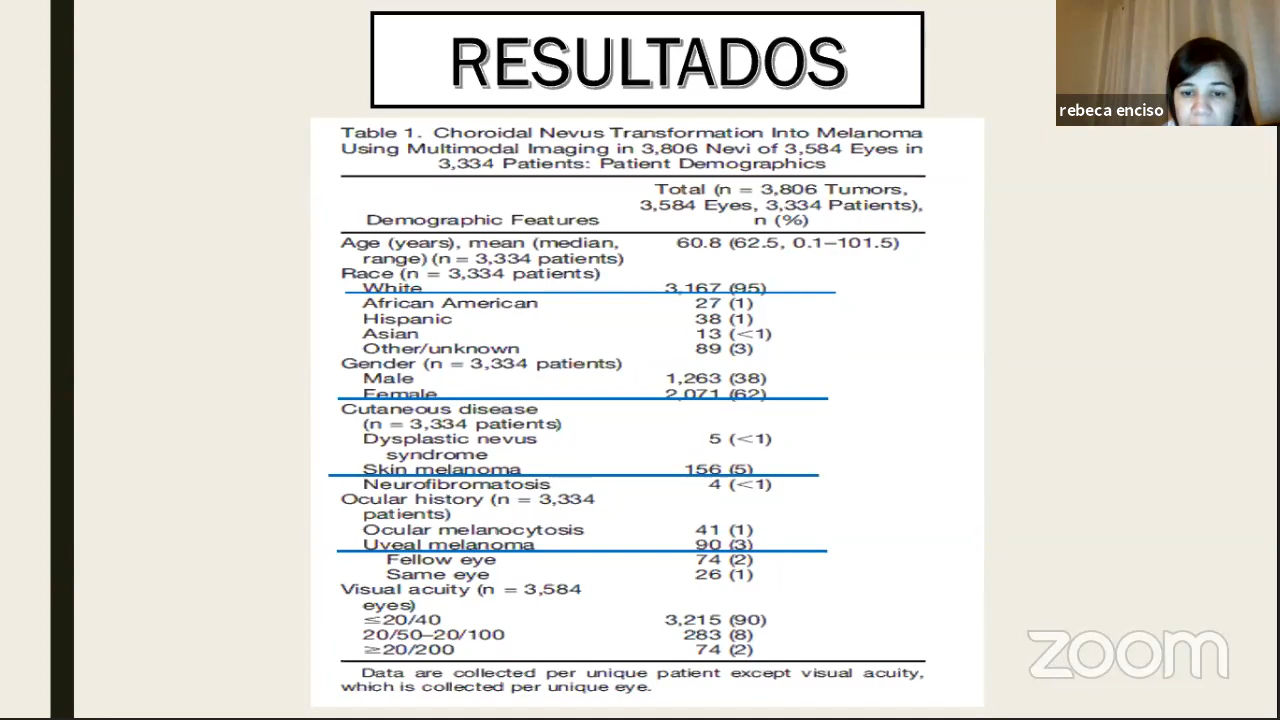 RESULTADOS
rebeca enciso
Table 1. Choroidal Nevus Transformation Into Melanoma
Using Multimodal Imaging in 3,806 Nevi of 3,584 Eyes in
3,334 Patients: Patient Demographics
Total (n = 3,806 Tumors,
3,584 Eyes, 3,334 Patients),
Demographic Features n (%)
Age (years), mean (median, 60.8 (62.5, 0.1–101.5)
range) (n = 3,334 patients)
Race (n = 3,334 patients)
White 3,167 (95)
African American 27 (1)
Hispanic 38 (1)
Asian 13 (<1)
Other/unknown 89 (3)
Gender (n = 3,334 patients)
Male 1,263 (38)
Female 2,071 (62)
Cutaneous disease
(n = 3,334 patients)
Dysplastic nevus 5 (<1)
syndrome
Skin melanoma 156 (5)
Neurofibromatosis 4 (<1)
Ocular history (n = 3,334
patients)
Ocular melanocytosis 41 (1)
Uveal melanoma 90 (3)
Fellow eye 74 (2)
Same eye 26 (1)
Visual acuity (n = 3,584
eyes)
≤20/40 3,215 (90)
20/50–20/100 283 (8)
≥20/200 74 (2)
Data are collected per unique patient except visual acuity,
which is collected per unique eye.
zoom